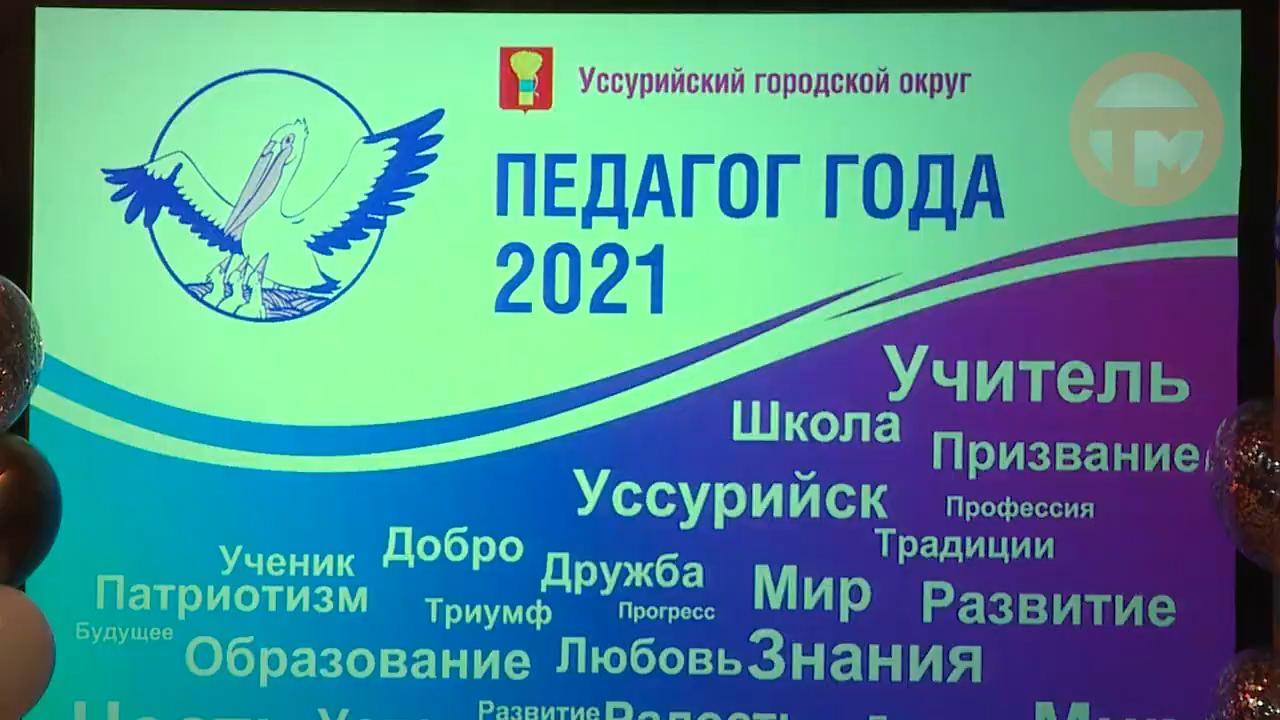 Уссурийский городской округ
ТМ
ПЕДАГОГ ГОДА
2021
Учитель
Школа
Призвание
Уссурийск
Профессия
Традиции
Добро
Ученик
Дружба
Мир
Развитие
Патриотизм
Триумф
Прогресс
Будущее
Образование
Любовь
Знания
Развитие